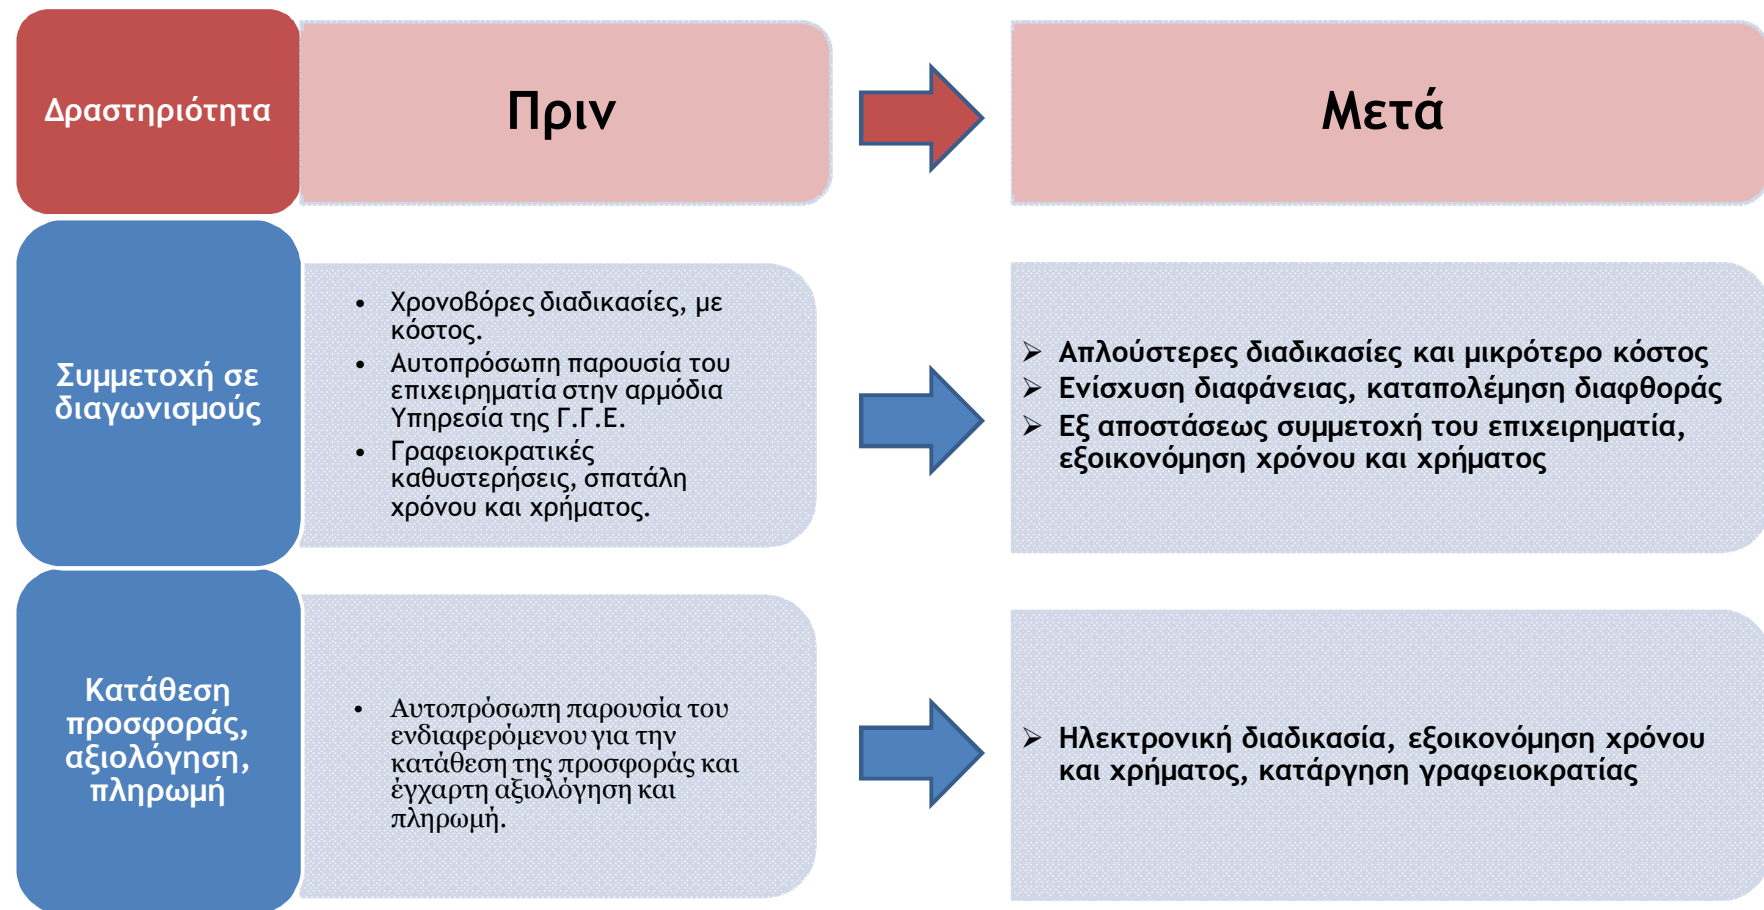 Δραστηριότητα
Πριν
Μετά
Συμμετοχή σε
διαγωνισμούς
• Χρονοβόρες διαδικασίες, με
κόστος.
• Αυτοπρόσωπη παρουσία του
επιχειρηματία στην αρμόδια
Υπηρεσία της Γ.Γ.Ε.
• Γραφειοκρατικές
καθυστερήσεις, σπατάλη
χρόνου και χρήματος.
➢ Απλούστερες διαδικασίες και μικρότερο κόστος
➢ Ενίσχυση διαφάνειας, καταπολέμηση διαφθοράς
➢ Εξ αποστάσεως συμμετοχή του επιχειρηματία,
εξοικονόμηση χρόνου και χρήματος
Κατάθεση
προσφοράς,
αξιολόγηση,
πληρωμή
• Αυτοπρόσωπη παρουσία του
ενδιαφερόμενου για την
κατάθεση της προσφοράς και
έγχαρτη αξιολόγηση και
πληρωμή.
➢ Ηλεκτρονική διαδικασία, εξοικονόμηση χρόνου
και χρήματος, κατάργηση γραφειοκρατίας